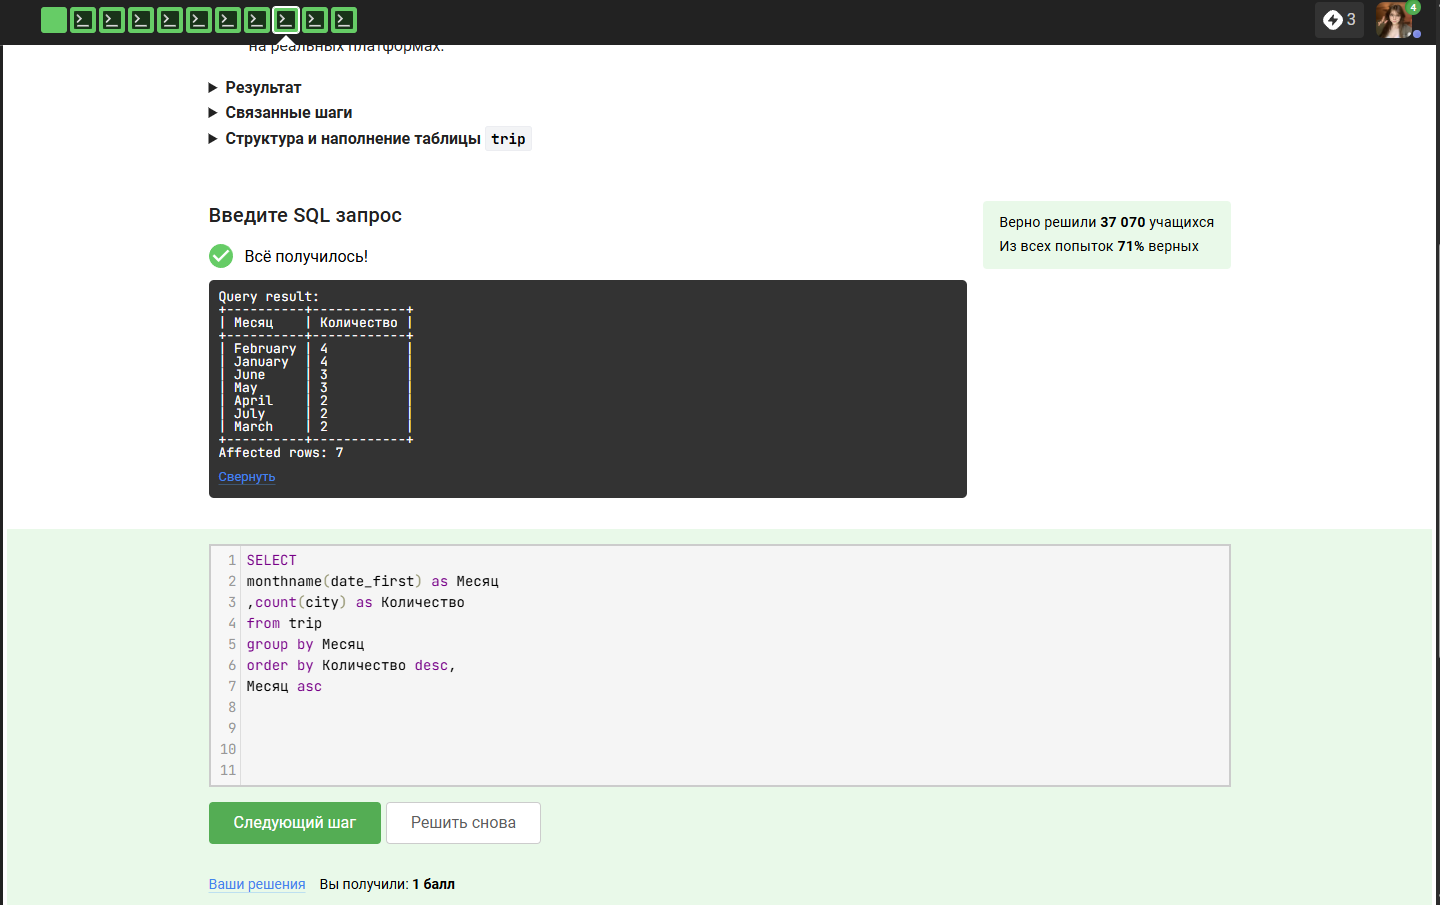 3
4
на реальных платформах.
Результат
Связанные шаги
Структура и наполнение таблицы trip
Введите SQL запрос
Верно решили 37 070 учащихся
Из всех попыток 71% верных
Всё получилось!
Query result:
+----------+------------+
| Месяц    | Количество |
+----------+------------+
| February | 4          |
| January  | 4          |
| June     | 3          |
| May      | 3          |
| April    | 2          |
| July     | 2          |
| March    | 2          |
+----------+------------+
Affected rows: 7
Свернуть
1 SELECT
2 monthname(date_first) as Месяц
3 ,count(city) as Количество
4 from trip
5 group by Месяц
6 order by Количество desc,
7 Месяц asc
8
9
10
11
Следующий шаг
Решить снова
Ваши решения Вы получили: 1 балл